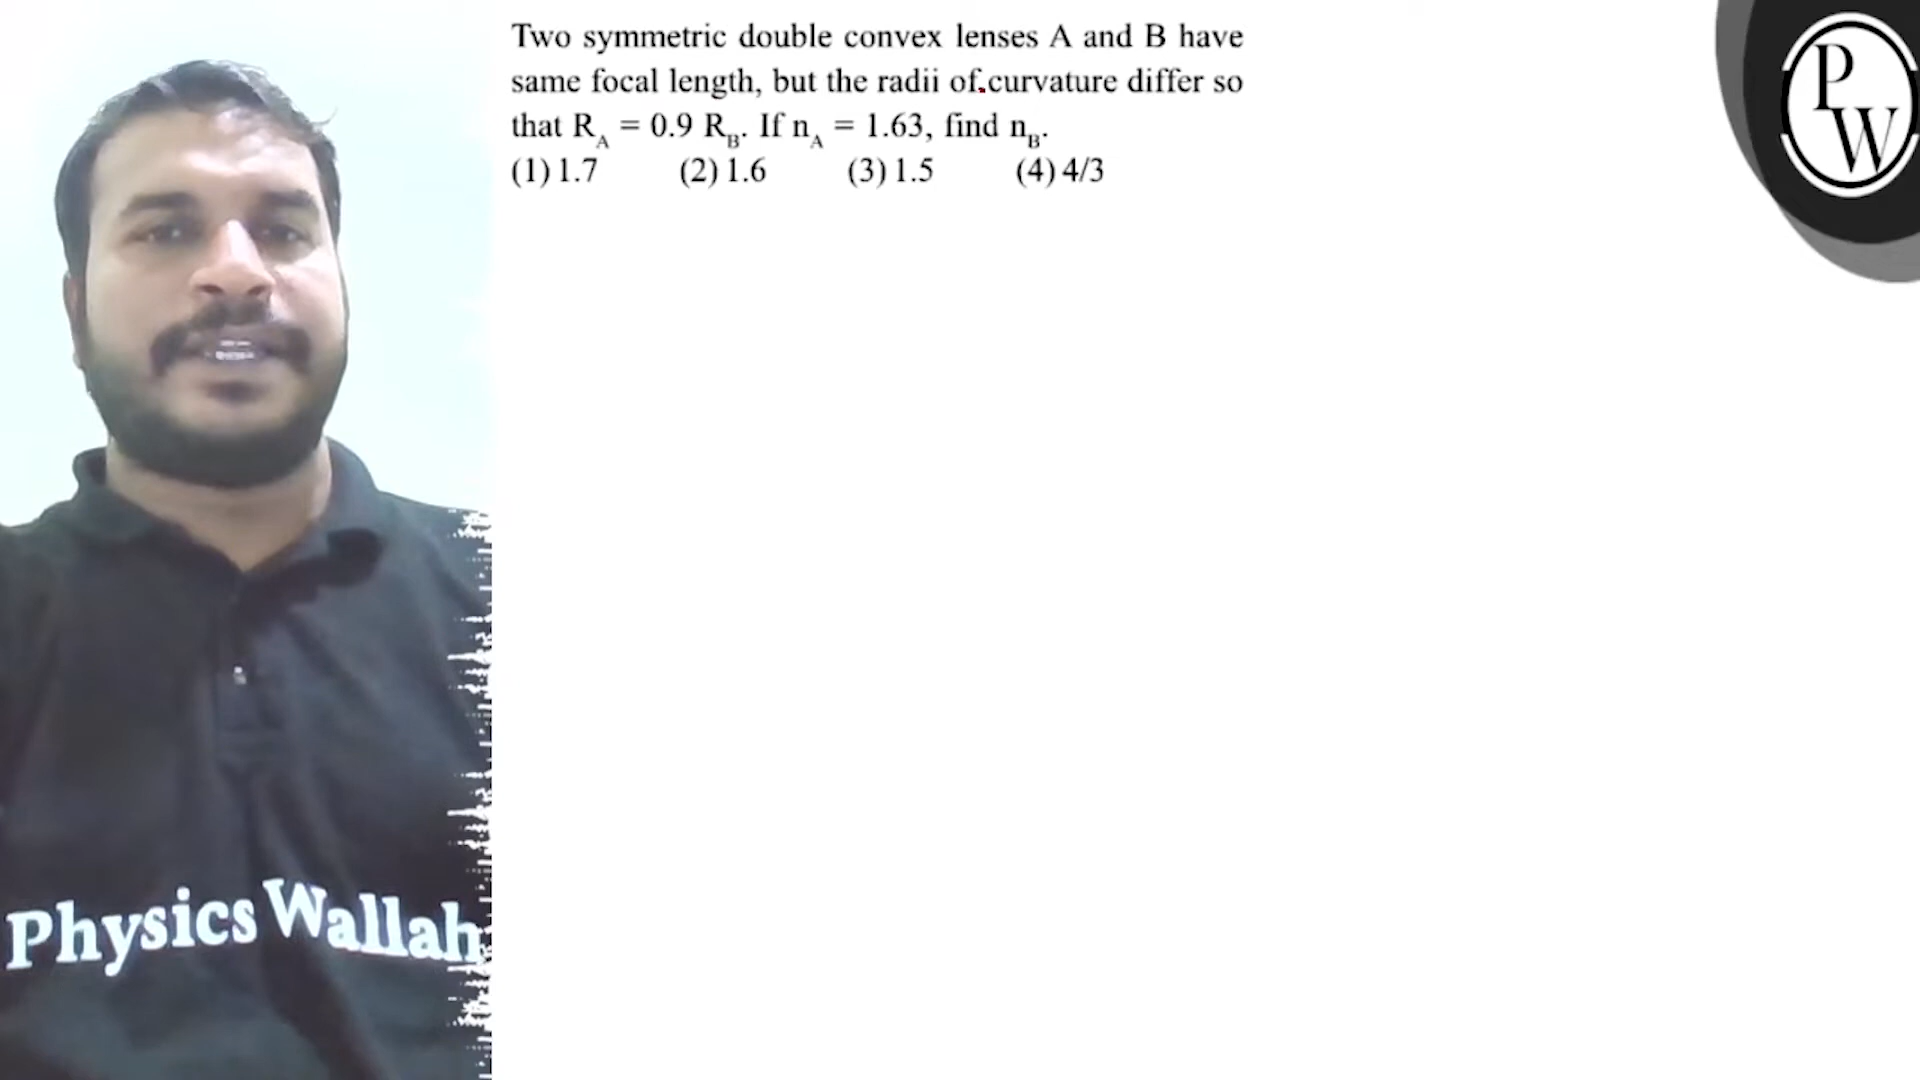 Two symmetric double convex lenses A and B have
same focal length, but the radii of curvature differ so
that R_A = 0.9 R_B. If n_A = 1.63, find n_B.
(1) 1.7 (2) 1.6 (3) 1.5 (4) 4/3
PW
Physics Wallah